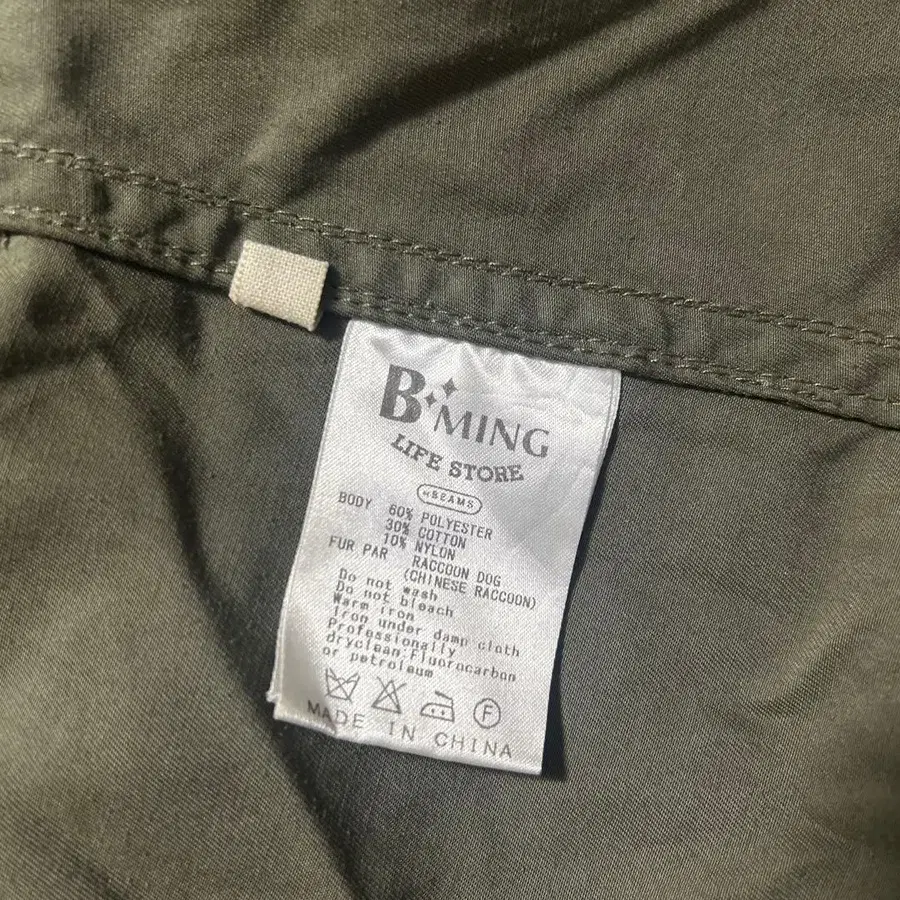 B MING
LIFE STORE
by BEAMS
BODY 60% POLYESTER
30% COTTON
10% NYLON
FUR PAR RACCOON DOG
(CHINESE RACCOON)
Do not wash
Do not bleach
Warm iron
Iron under damp cloth
Professionally
dryclean:Fluorocarbon
or petroleum
F
MADE IN CHINA